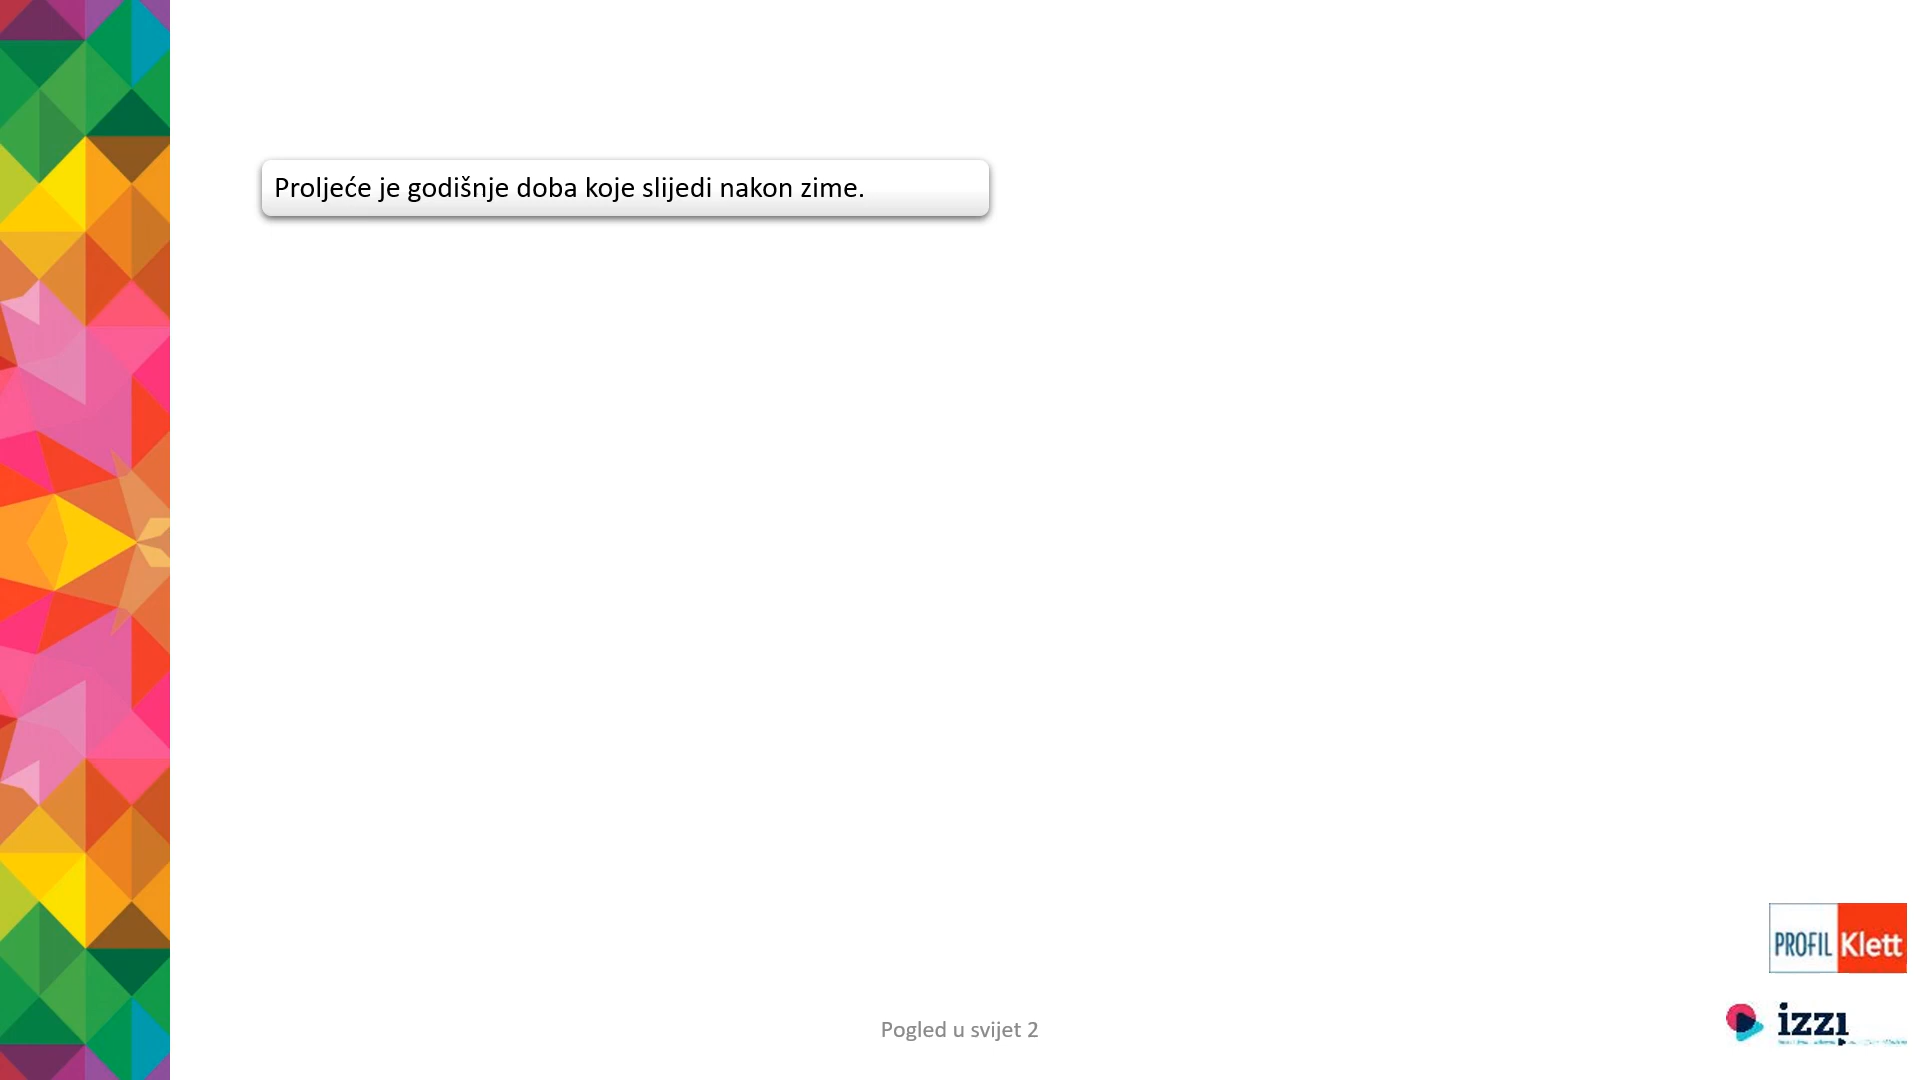 Proljeće je godišnje doba koje slijedi nakon zime.
PROFIL Klett
izzi
Pogled u svijet 2